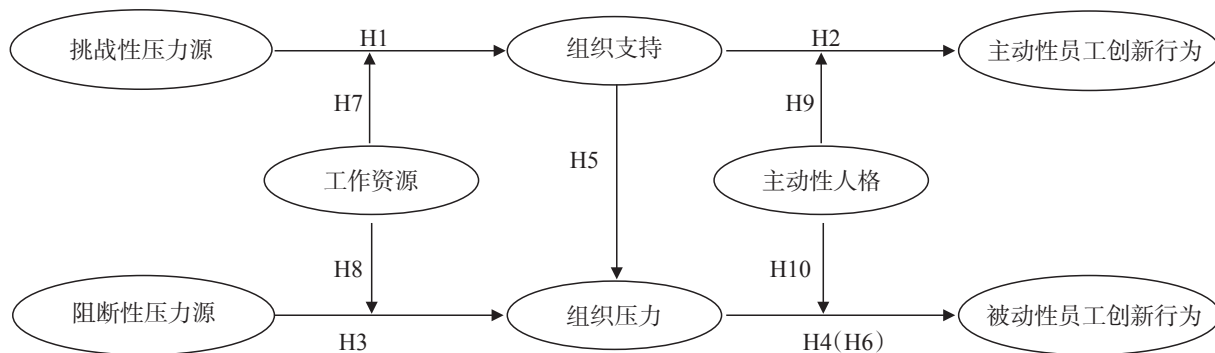 挑战性压力源
H1
组织支持
H2
主动性员工创新行为
H7
H9
H5
工作资源
主动性人格
H8
H10
阻断性压力源
组织压力
被动性员工创新行为
H3
H4(H6)